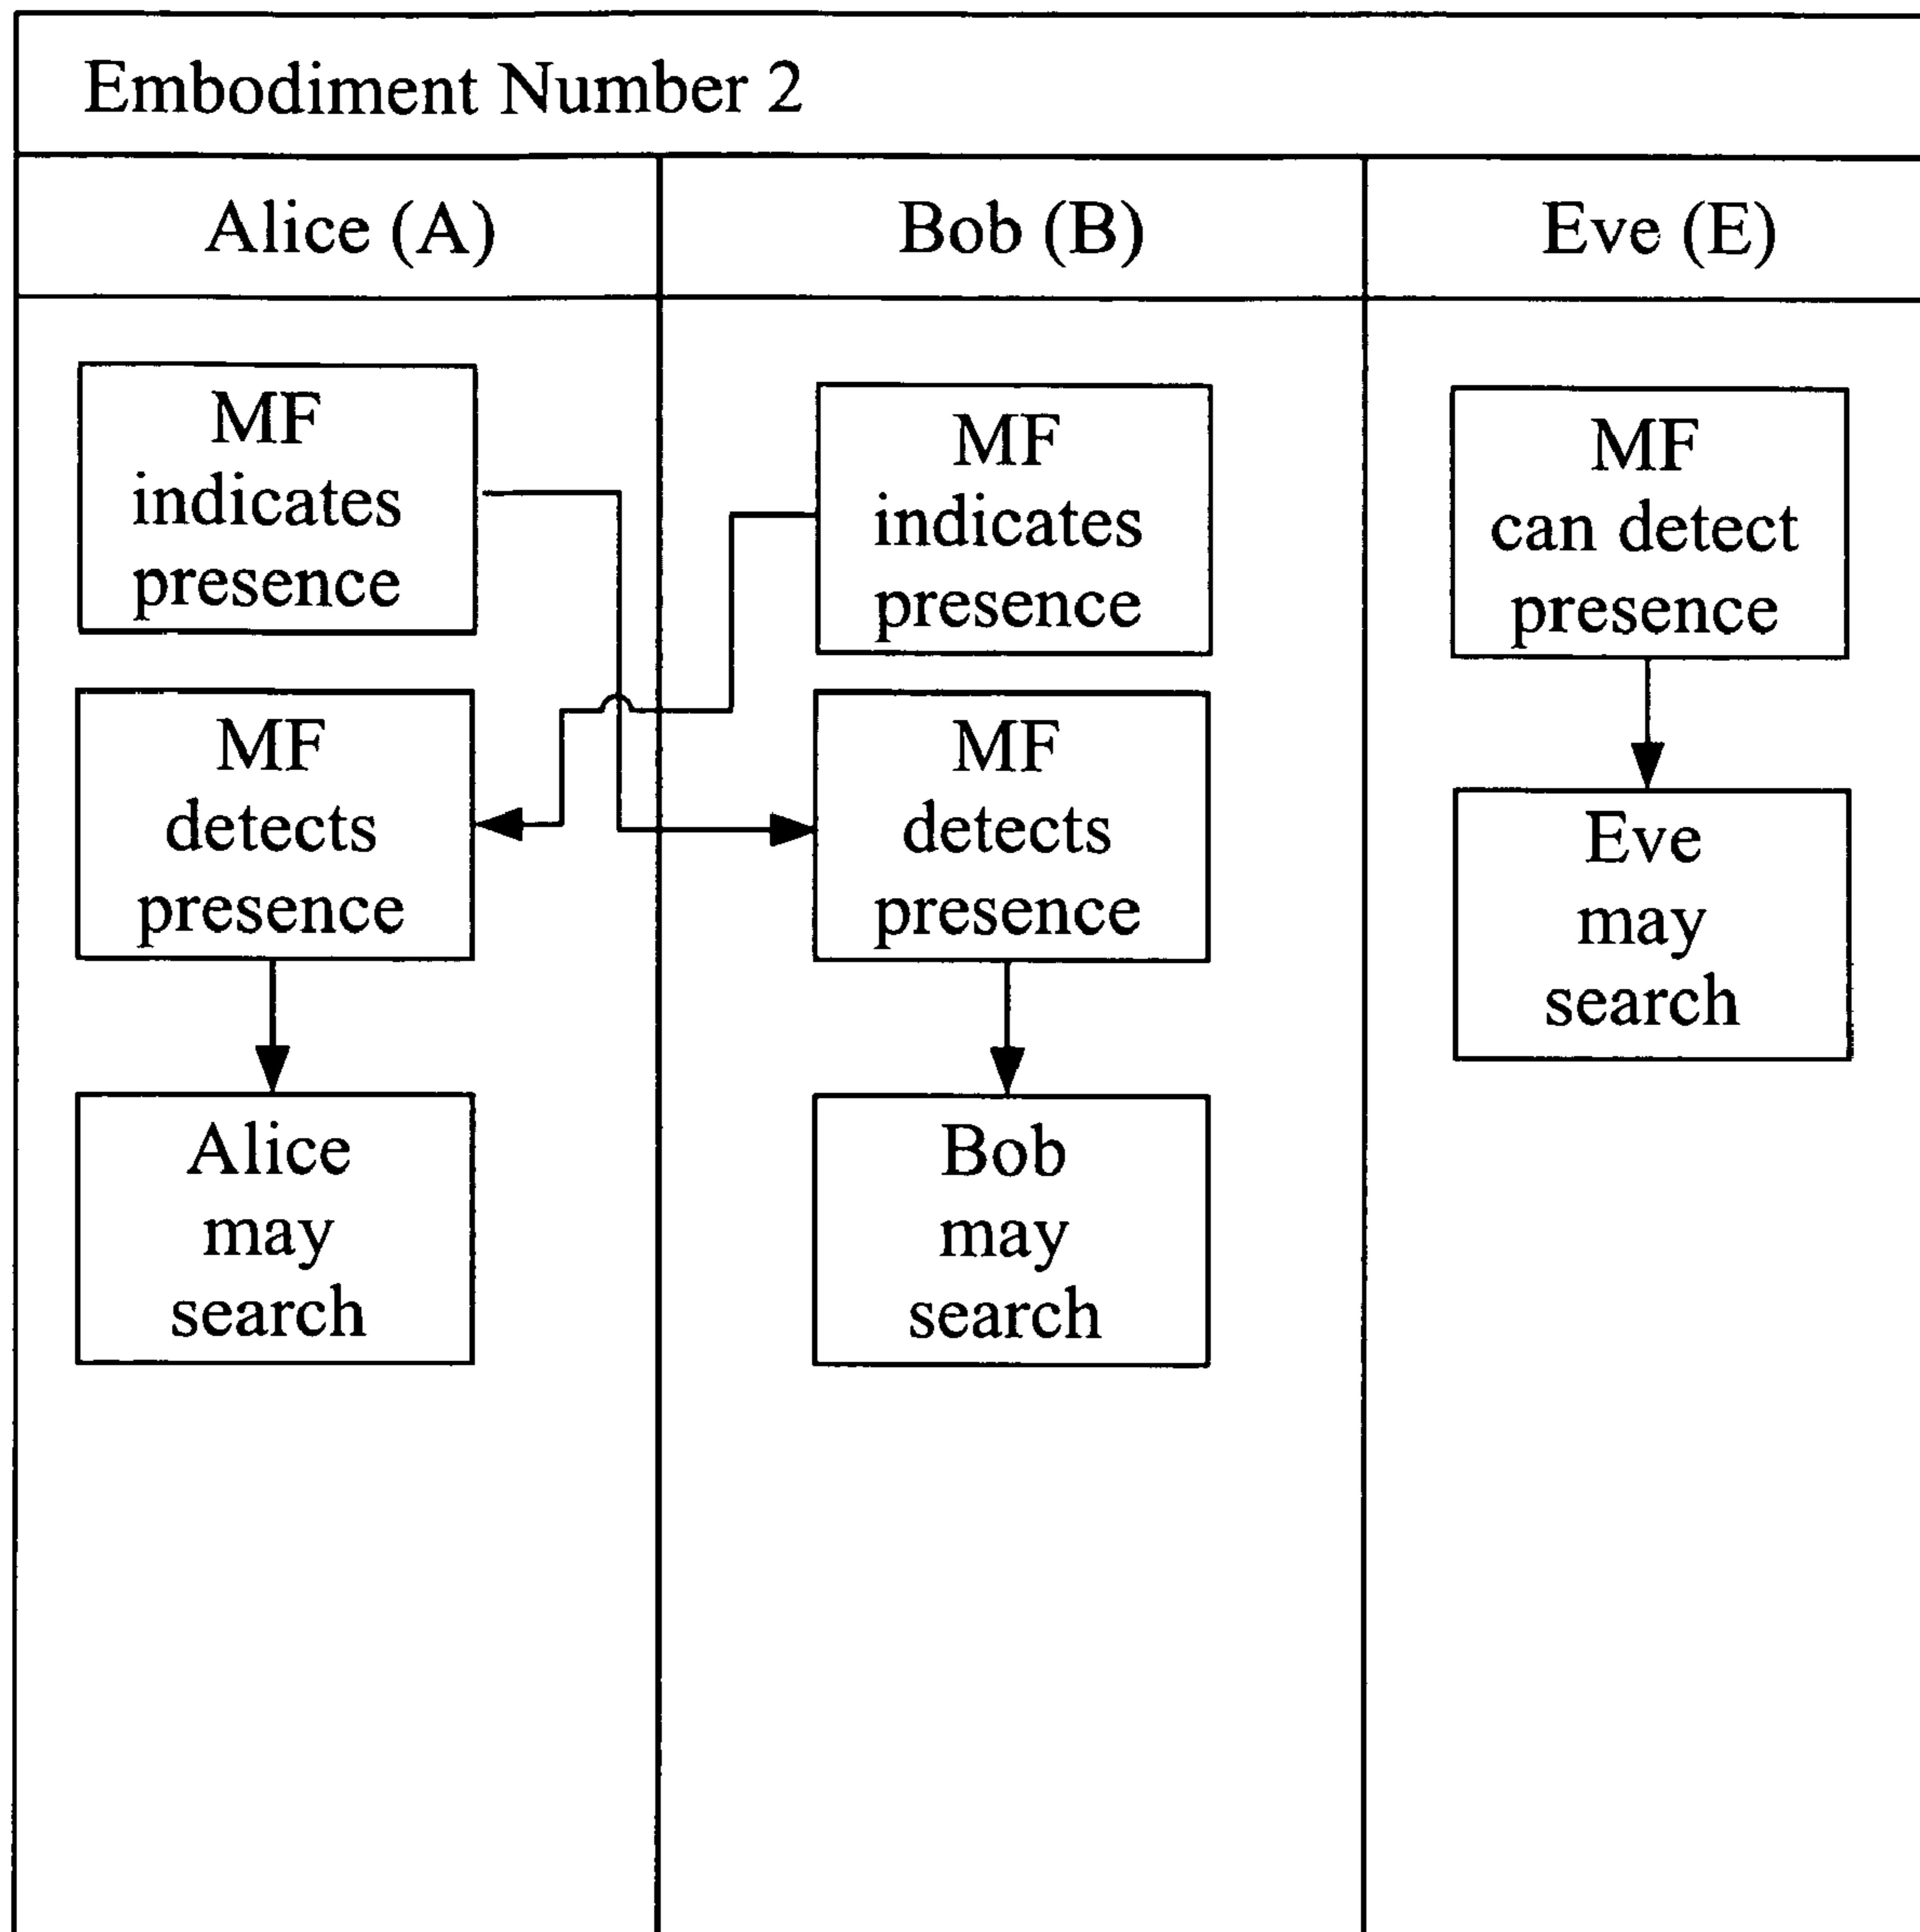 Embodiment Number 2
Alice (A)
Bob (B)
Eve (E)
MF
indicates
presence
MF
detects
presence
Alice
may
search
MF
indicates
presence
MF
detects
presence
Bob
may
search
MF
can detect
presence
Eve
may
search